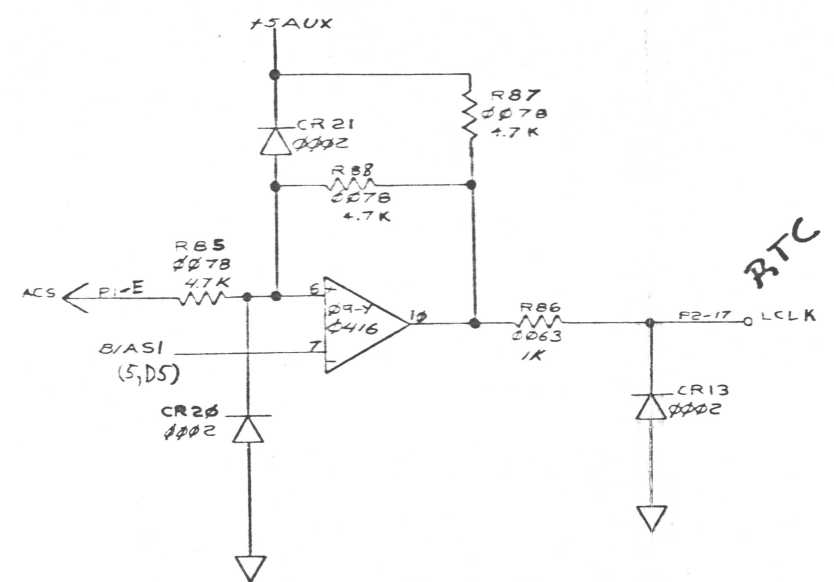 +5AUX
R87
ØØ78
4.7K
CR21
ØØØ2
R88
ØØ78
4.7K
R85
ØØ78
4.7K
RTC
ACS
P1-E
6
+
Ø9-Y
Ø416
1Ø
R86
ØØ63
1K
P2-17
LCLK
BIAS1
7
-
(5,D5)
CR2Ø
ØØØ2
CR13
ØØØ2